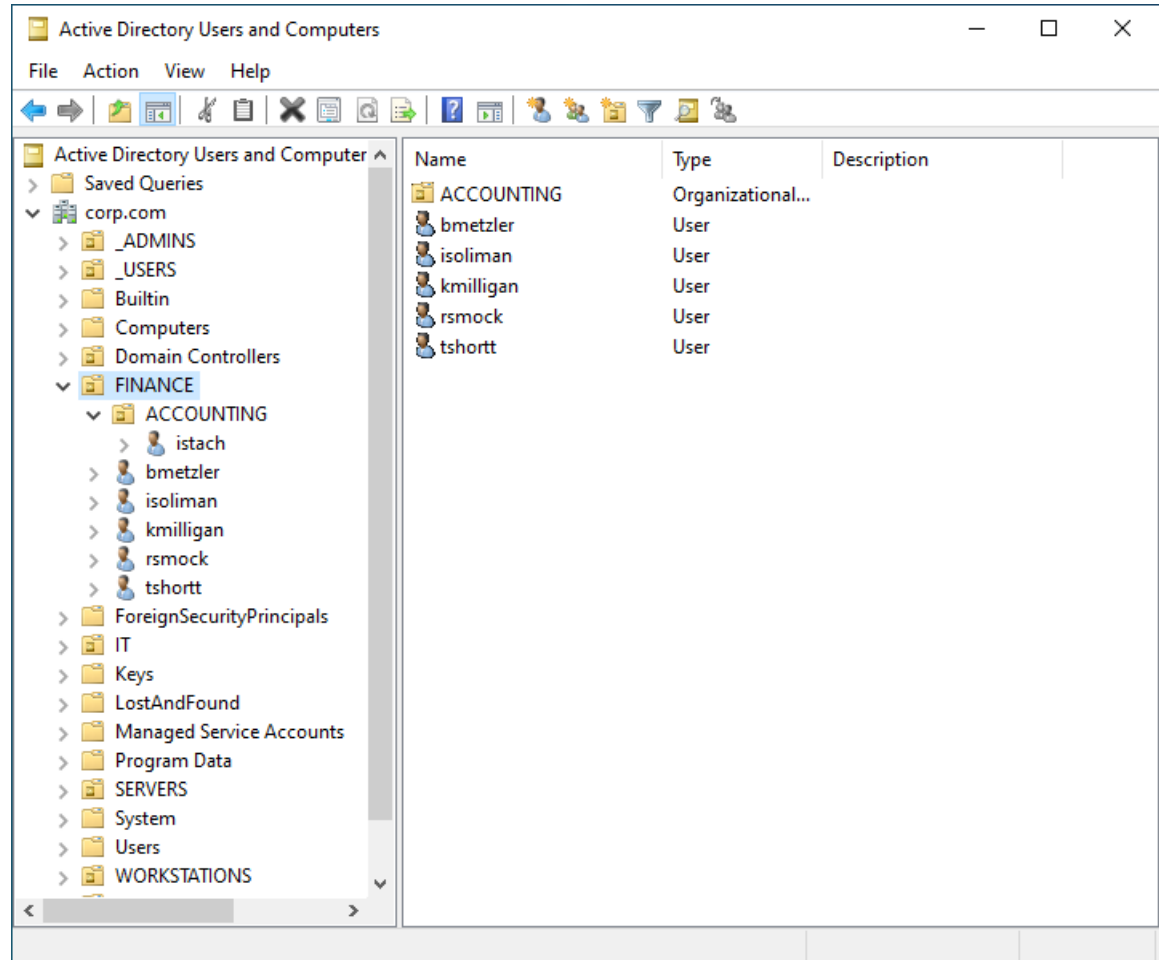 Active Directory Users and Computers
File Action View Help
Active Directory Users and Computer
Saved Queries
corp.com
_ADMINS
_USERS
Builtin
Computers
Domain Controllers
FINANCE
ACCOUNTING
istach
bmetzler
isoliman
kmilligan
rsmock
tshortt
ForeignSecurityPrincipals
IT
Keys
LostAndFound
Managed Service Accounts
Program Data
SERVERS
System
Users
WORKSTATIONS
Name Type Description
ACCOUNTING Organizational...
bmetzler User
isoliman User
kmilligan User
rsmock User
tshortt User